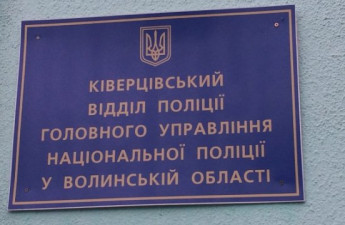 КІВЕРЦІВСЬКИЙ
ВІДДІЛ ПОЛІЦІЇ
ГОЛОВНОГО УПРАВЛІННЯ
НАЦІОНАЛЬНОЇ ПОЛІЦІЇ
У ВОЛИНСЬКІЙ ОБЛАСТІ